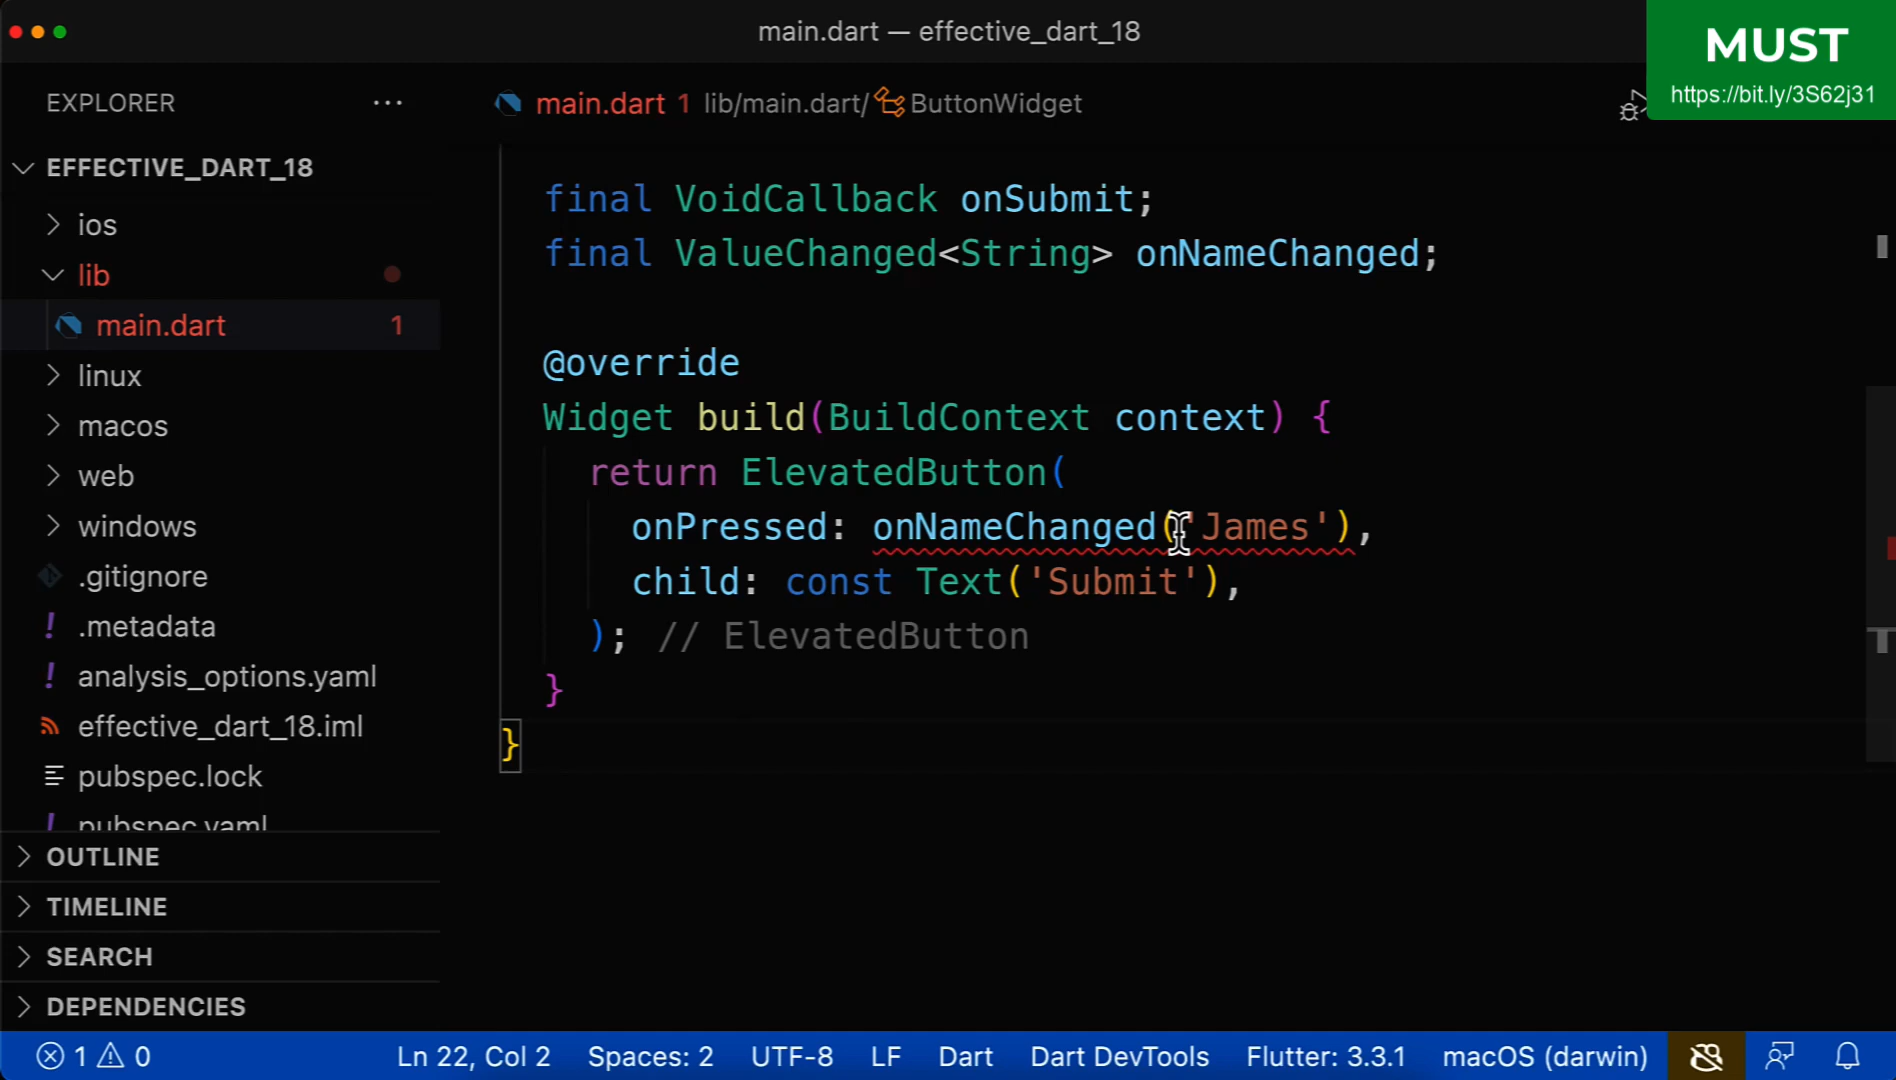 main.dart — effective_dart_18
MUST
https://bit.ly/3S62j31
EXPLORER
main.dart 1 lib/main.dart/ ButtonWidget
EFFECTIVE_DART_18
ios
lib
main.dart 1
linux
macos
web
windows
.gitignore
.metadata
analysis_options.yaml
effective_dart_18.iml
pubspec.lock
pubspec.yaml
OUTLINE
TIMELINE
SEARCH
DEPENDENCIES
final VoidCallback onSubmit;
final ValueChanged<String> onNameChanged;
@override
Widget build(BuildContext context) {
return ElevatedButton(
onPressed: onNameChanged('James'),
child: const Text('Submit'),
); // ElevatedButton
}
}
1 0 Ln 22, Col 2 Spaces: 2 UTF-8 LF Dart Dart DevTools Flutter: 3.3.1 macOS (darwin)